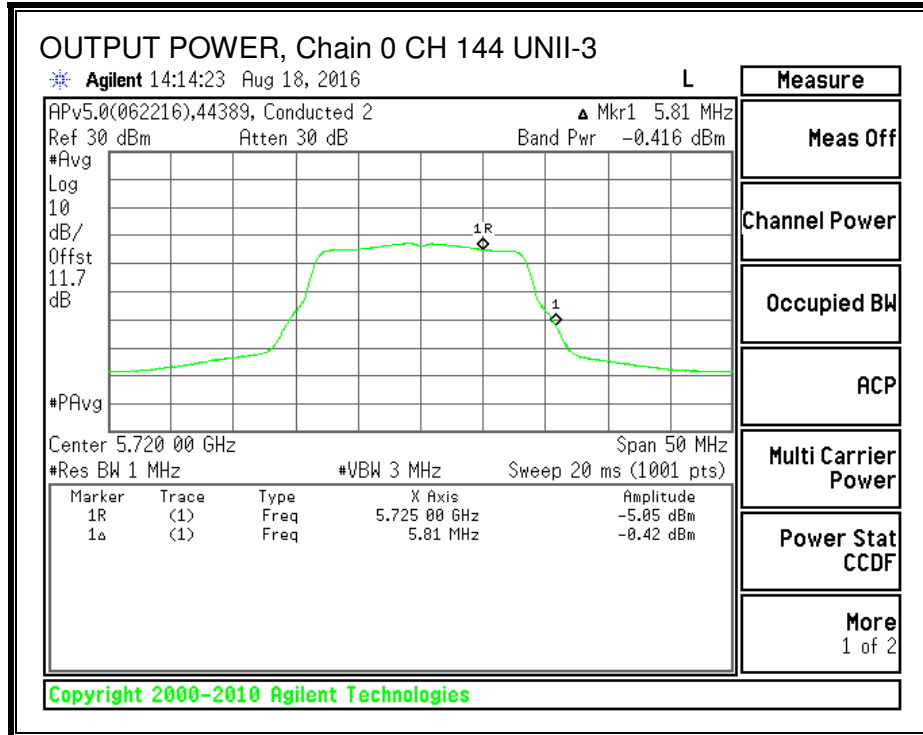 OUTPUT POWER, Chain 0 CH 144 UNII-3
Agilent 14:14:23 Aug 18, 2016 L
Measure
APv5.0(062216),44389, Conducted 2 Δ Mkr1 5.81 MHz
Ref 30 dBm Atten 30 dB Band Pwr -0.416 dBm
Meas Off
#Avg
Log
10
dB/
Offst
11.7
dB
#PAvg
1R
1
Channel Power
Occupied BW
ACP
Center 5.720 00 GHz Span 50 MHz
#Res BW 1 MHz #VBW 3 MHz Sweep 20 ms (1001 pts)
Multi Carrier
Power
Marker Trace Type X Axis Amplitude
1R (1) Freq 5.725 00 GHz -5.05 dBm
1Δ (1) Freq 5.81 MHz -0.42 dBm
Power Stat
CCDF
More
1 of 2
Copyright 2000-2010 Agilent Technologies